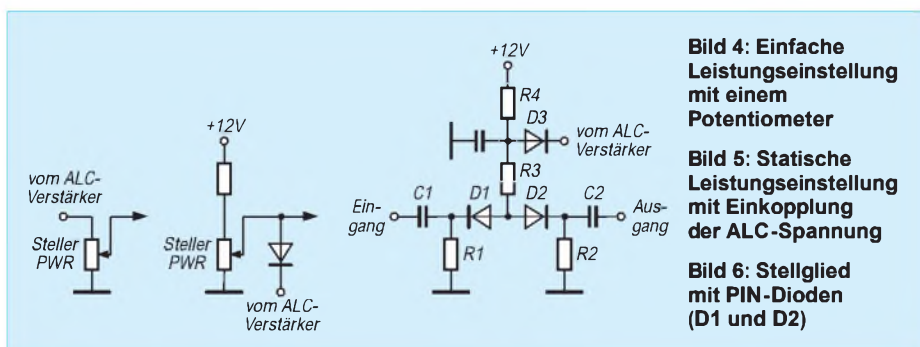 vom ALC-
Verstärker
Steller
PWR
+12V
Steller
PWR
vom ALC-
Verstärker
+12V
R4
D3
vom ALC-
Verstärker
R3
Ein-
gang
C1
D1
D2
C2
Aus-
gang
R1
R2
Bild 4: Einfache
Leistungseinstellung
mit einem
Potentiometer
Bild 5: Statische
Leistungseinstellung
mit Einkopplung
der ALC-Spannung
Bild 6: Stellglied
mit PIN-Dioden
(D1 und D2)